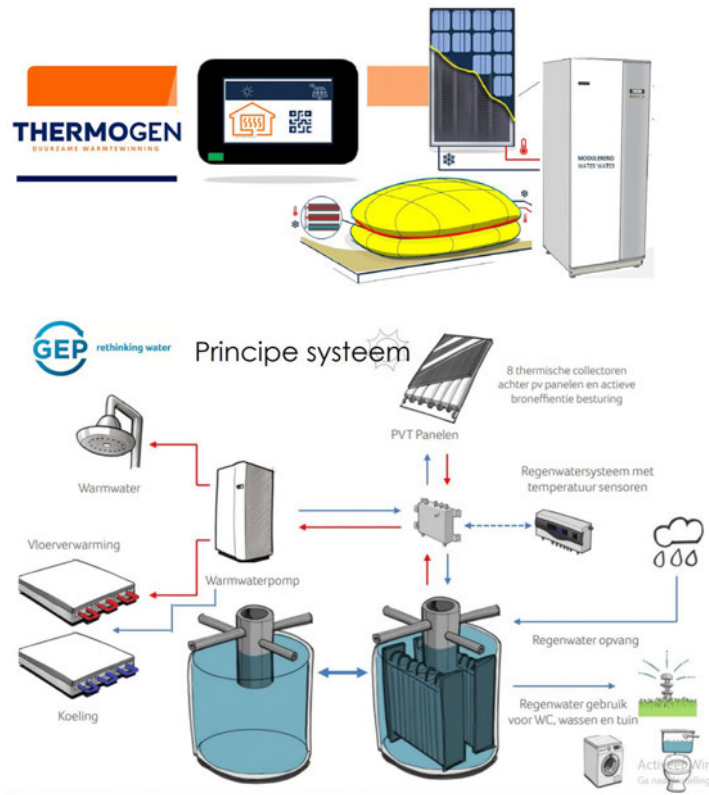 THERMOGEN
DUURZAME WARMTEWINNING
MODULEREND
WATER WATER
GEP rethinking water
Principe systeem
8 thermische collectoren
achter pv panelen en actieve
broneffientie besturing
PVT Panelen
Warmwater
Regenwatersysteem met
temperatuur sensoren
Vloerverwarming
Warmwaterpomp
Regenwater opvang
Koeling
Regenwater gebruik
voor WC, wassen en tuin